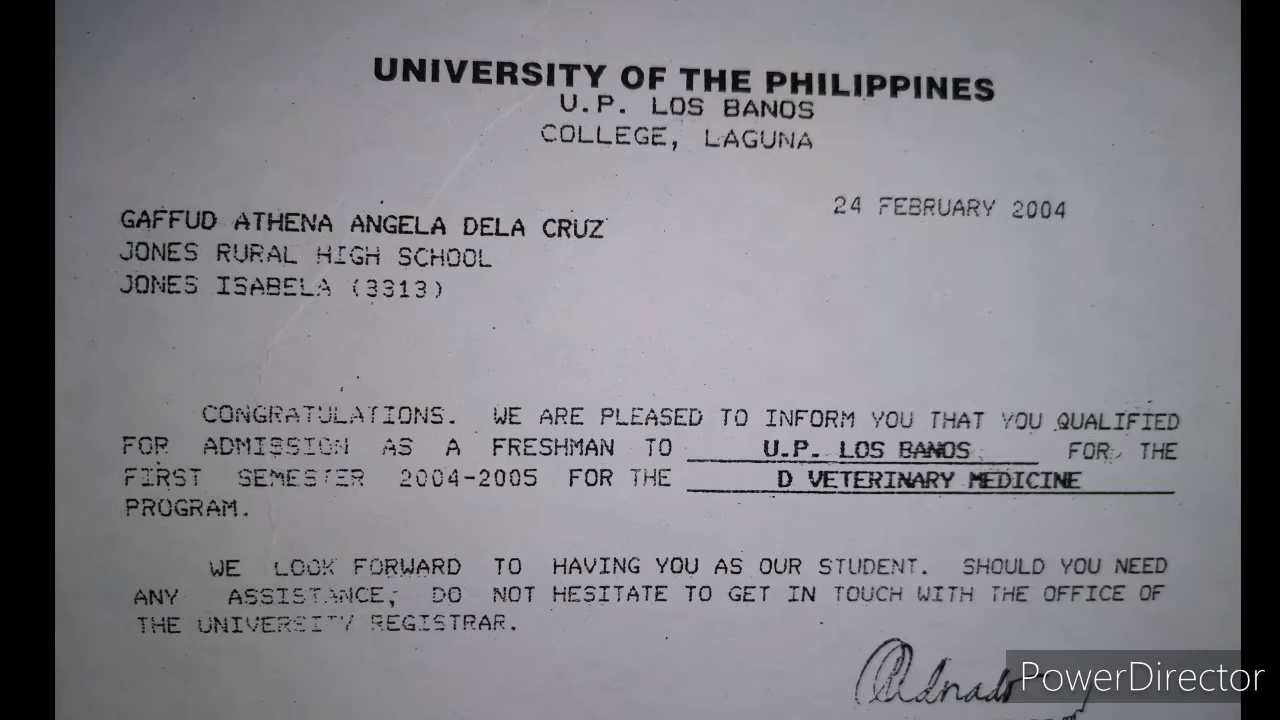 UNIVERSITY OF THE PHILIPPINES
U.P. LOS BANOS
COLLEGE, LAGUNA
24 FEBRUARY 2004
GAFFUD ATHENA ANGELA DELA CRUZ
JONES RURAL HIGH SCHOOL
JONES ISABELA (3313)
CONGRATULATIONS. WE ARE PLEASED TO INFORM YOU THAT YOU QUALIFIED
FOR ADMISSION AS A FRESHMAN TO U.P. LOS BANOS FOR THE
FIRST SEMESTER 2004-2005 FOR THE D VETERINARY MEDICINE
PROGRAM.
WE LOOK FORWARD TO HAVING YOU AS OUR STUDENT. SHOULD YOU NEED
ANY ASSISTANCE, DO NOT HESITATE TO GET IN TOUCH WITH THE OFFICE OF
THE UNIVERSITY REGISTRAR.
PowerDirector